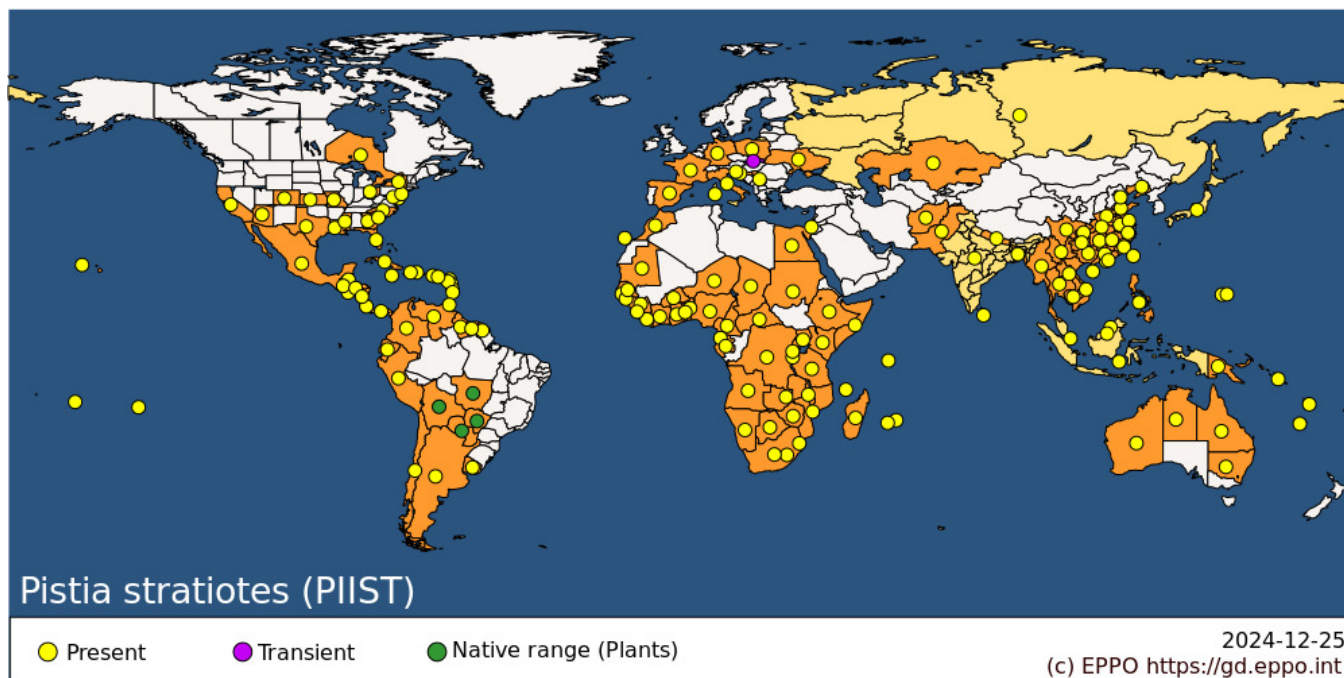 Pistia stratiotes (PIIST)
Present
Transient
Native range (Plants)
2024-12-25
(c) EPPO https://gd.eppo.int